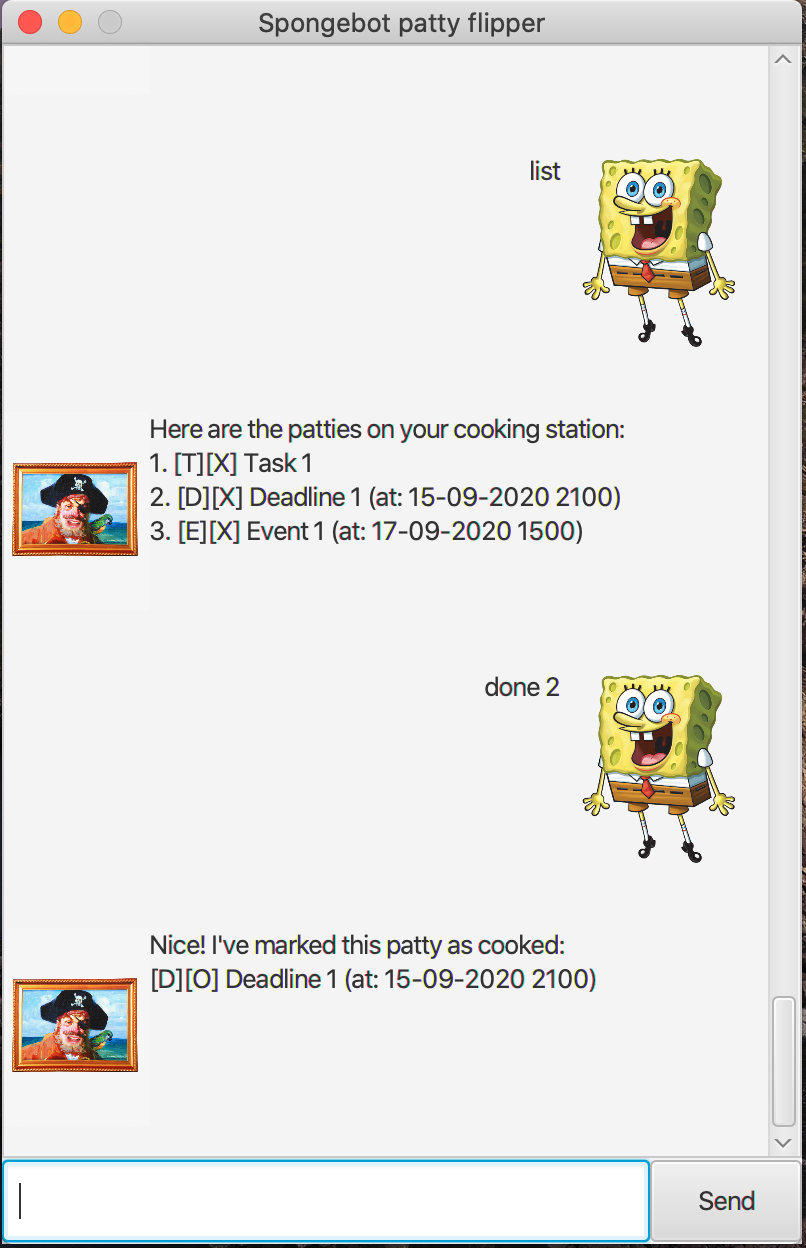 Spongebot patty flipper
list
Here are the patties on your cooking station:
1. [T][X] Task 1
2. [D][X] Deadline 1 (at: 15-09-2020 2100)
3. [E][X] Event 1 (at: 17-09-2020 1500)
done 2
Nice! I've marked this patty as cooked:
[D][O] Deadline 1 (at: 15-09-2020 2100)
Send